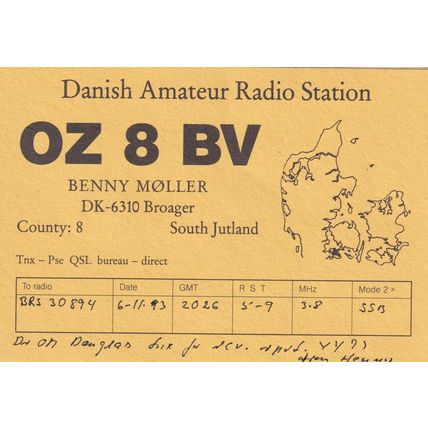 Danish Amateur Radio Station
OZ 8 BV
BENNY MØLLER
DK-6310 Broager
County: 8 South Jutland
Tnx – Pse QSL bureau – direct
To radio Date GMT R S T MHz Mode 2 ×
BRS 30894 6-11.93 2026 5-9 3.8 SSB
Dr OM Douglas for